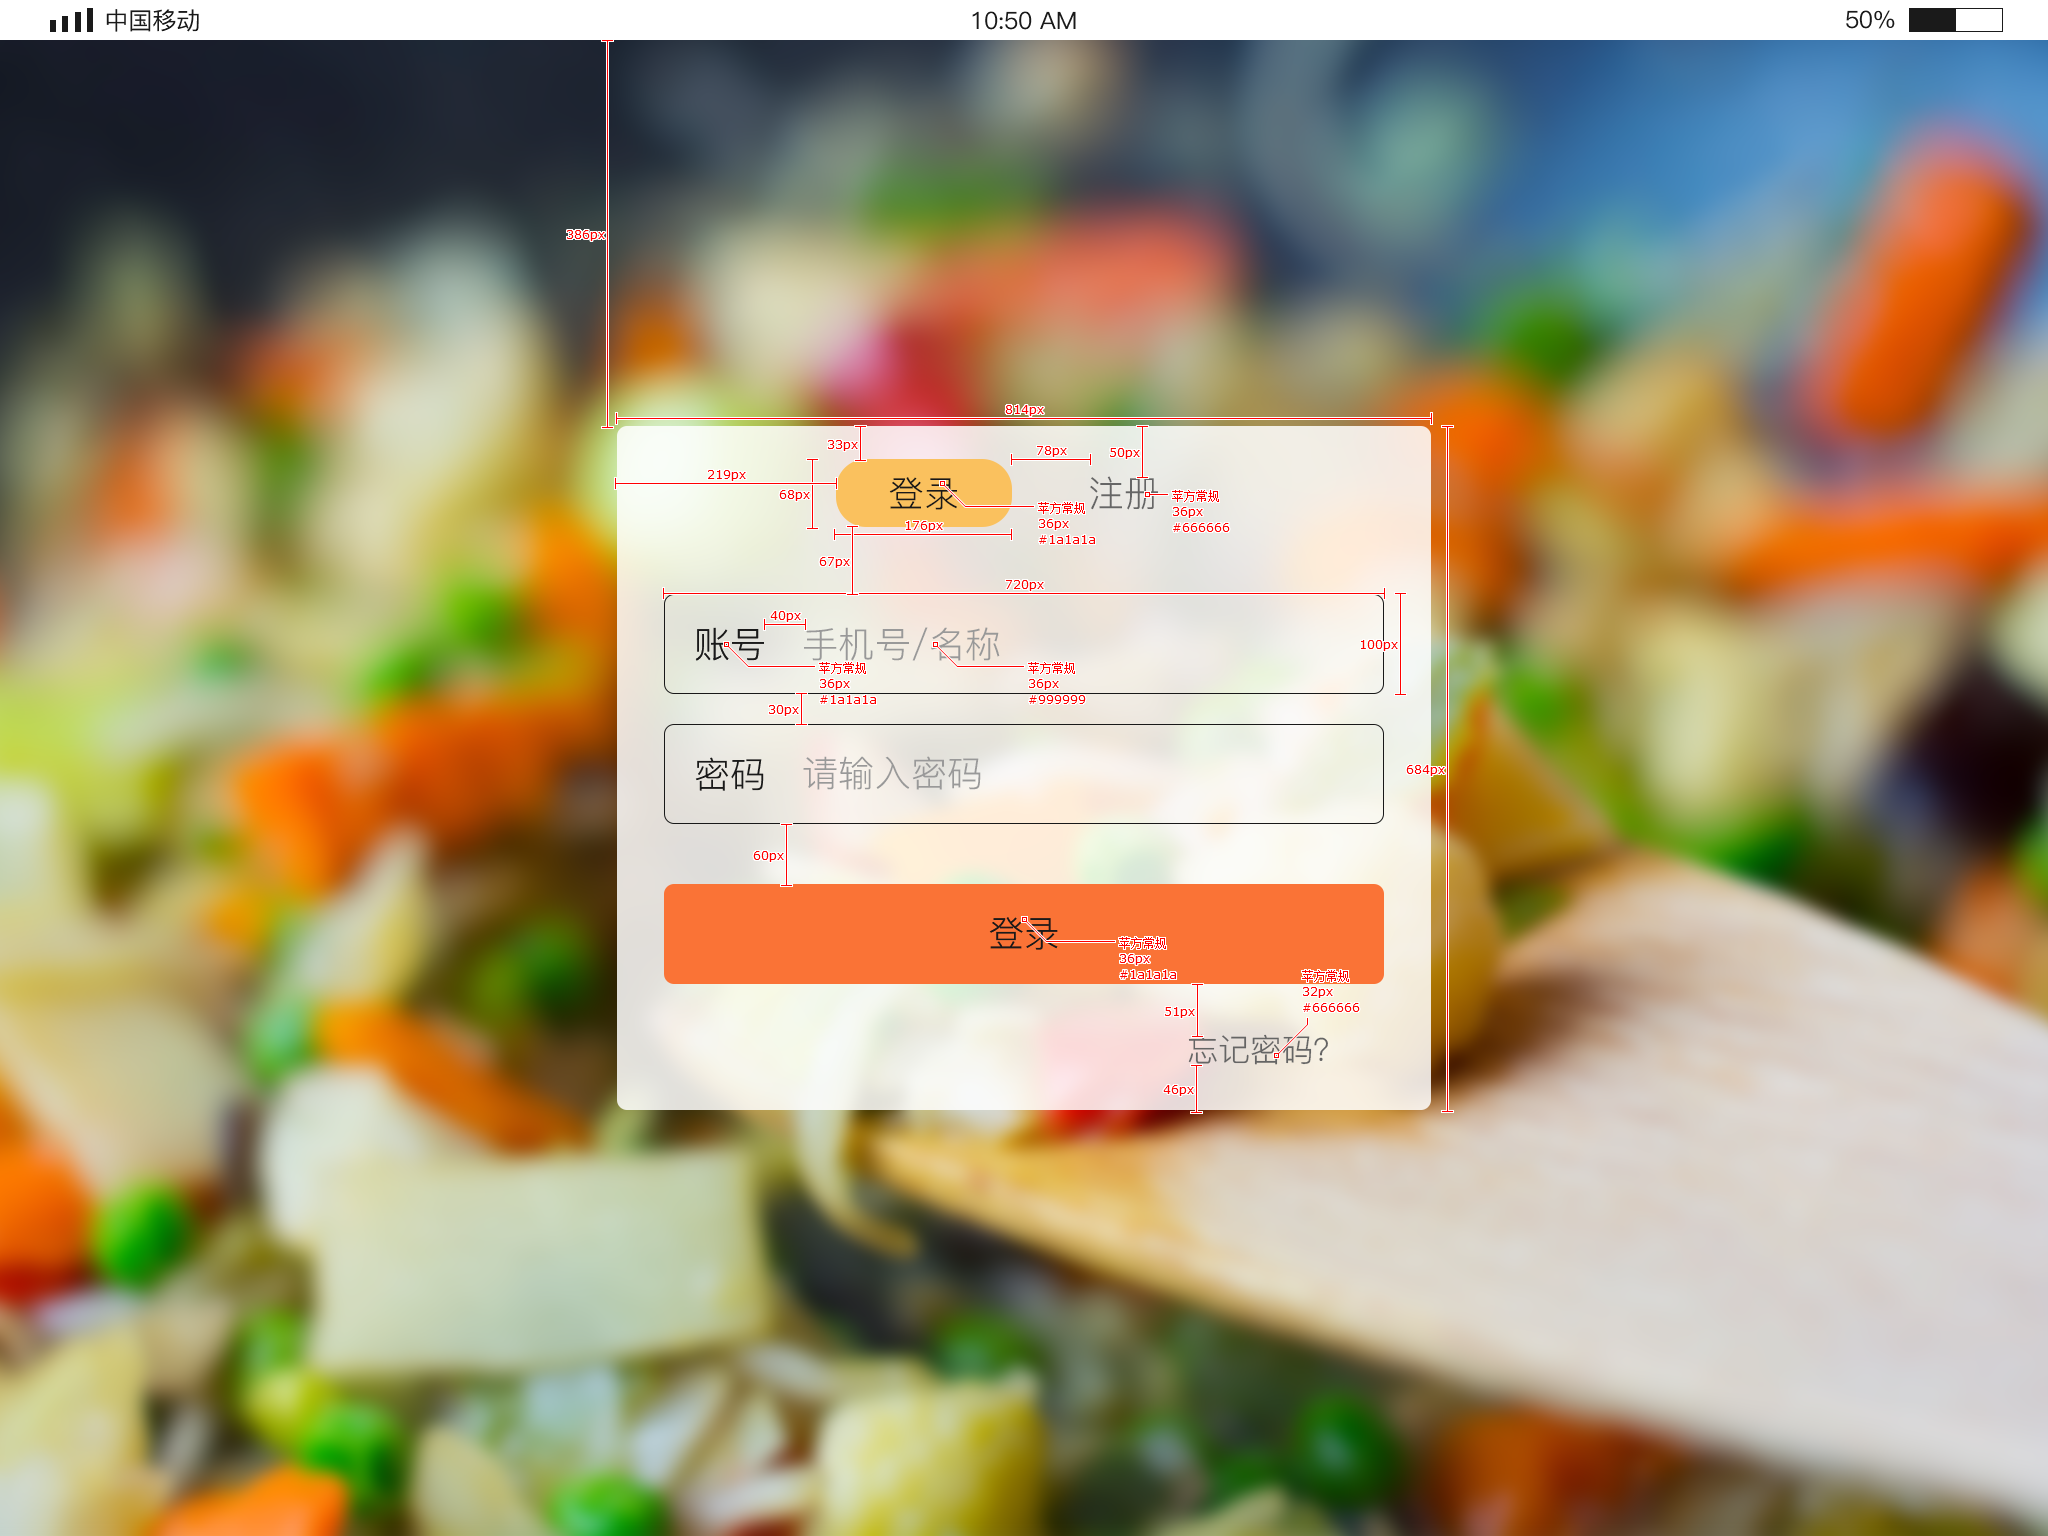 中国移动
10:50 AM
50%
386px
814px
33px
78px
50px
219px
68px
登录
注册
苹方常规
36px
#1a1a1a
苹方常规
36px
#666666
176px
67px
720px
40px
账号
手机号/名称
100px
苹方常规
36px
#1a1a1a
苹方常规
36px
#999999
30px
密码
请输入密码
684px
60px
登录
苹方常规
36px
#1a1a1a
苹方常规
32px
#666666
51px
忘记密码?
46px